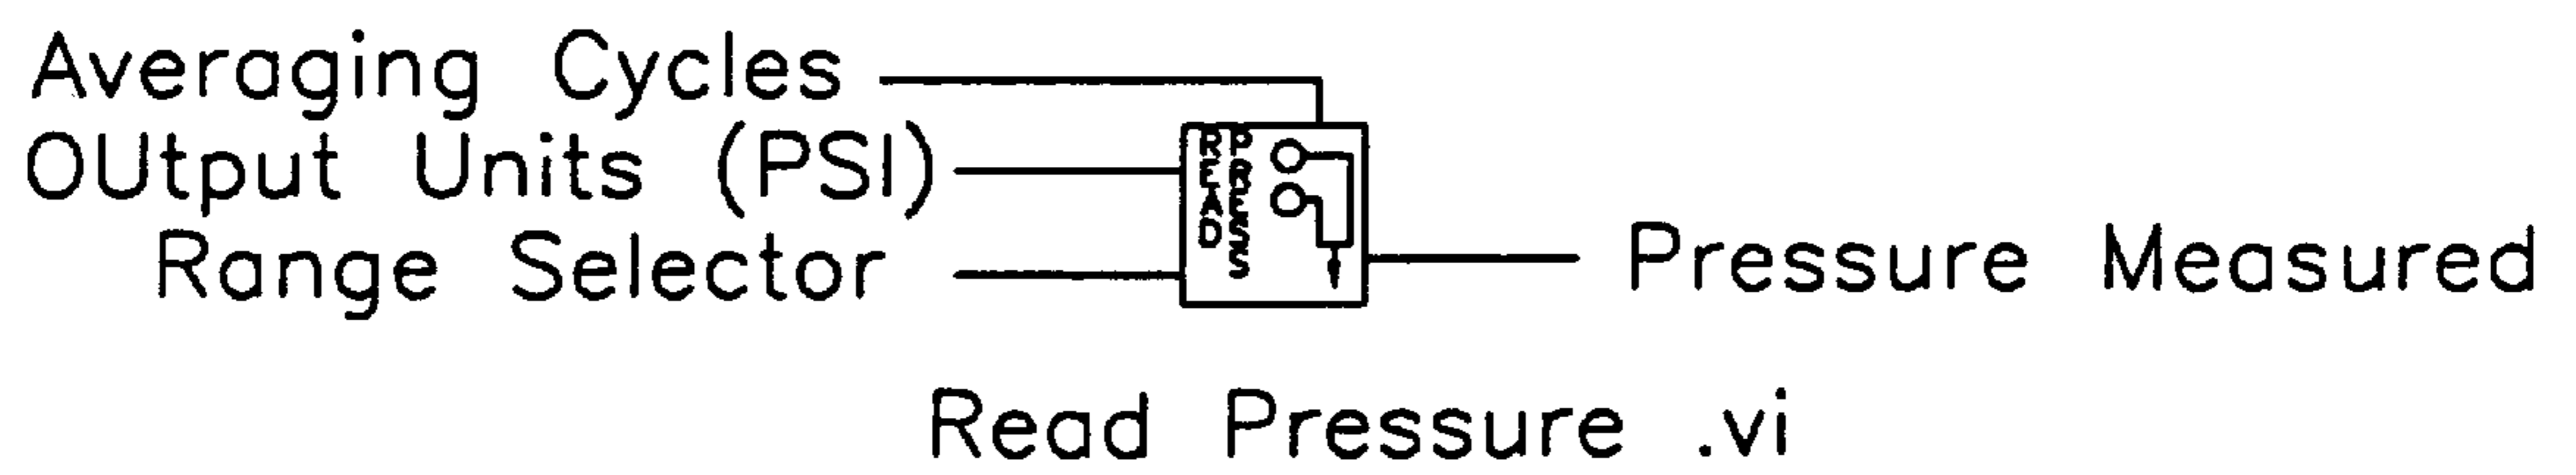 Averaging Cycles
OUtput Units (PSI)
Range Selector
READ
PRESS
Pressure Measured
Read Pressure .vi